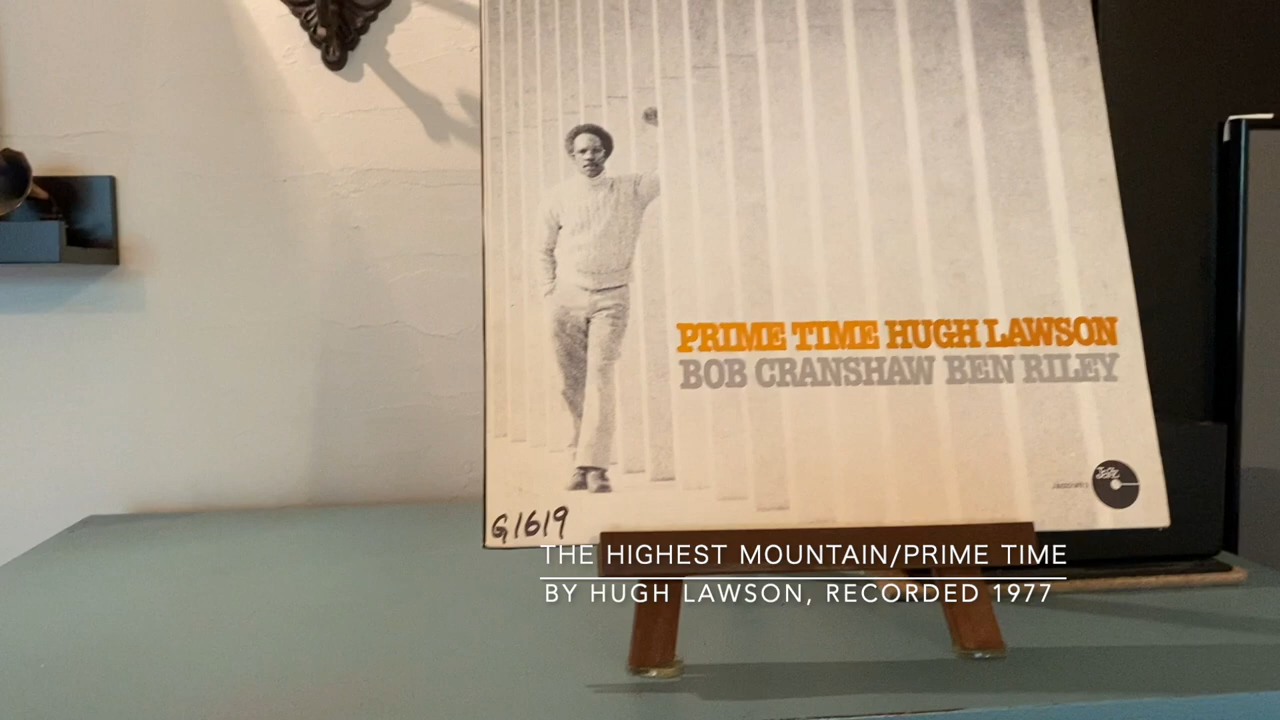 PRIME TIME HUGH LAWSON
BOB CRANSHAW BEN RILEY
Jazz
G1619
THE HIGHEST MOUNTAIN/PRIME TIME
BY HUGH LAWSON, RECORDED 1977